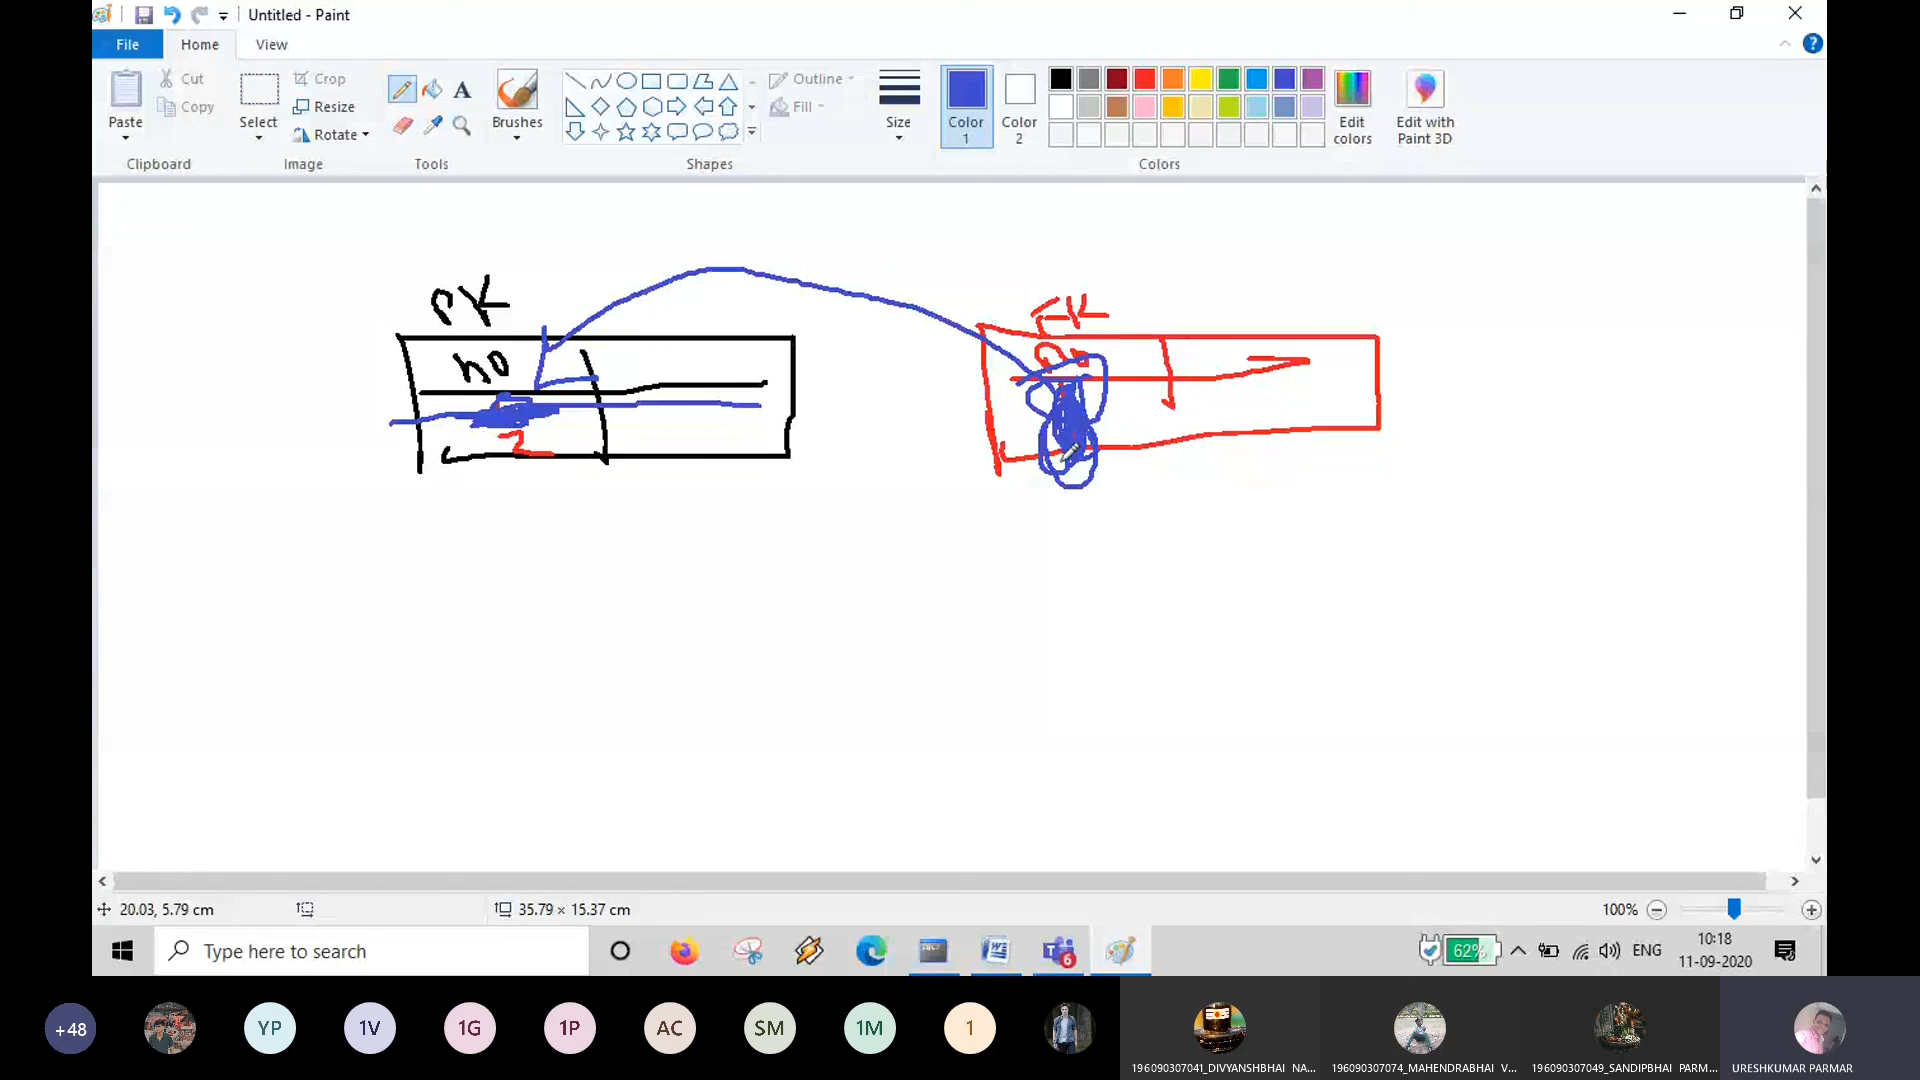 Untitled - Paint
File Home View
Paste
Cut
Copy
Clipboard
Select
Crop
Resize
Rotate
Image
Tools
Brushes
Shapes
Outline
Fill
Size
Color 1
Color 2
Colors
Edit colors
Edit with Paint 3D
PK
FK
no
2
20.03, 5.79 cm
35.79 × 15.37 cm
100%
Type here to search
6
62%
ENG
10:18
11-09-2020
+48 YP 1V 1G 1P AC SM 1M 1
196090307041_DIVYANSHBHAI NA... 196090307074_MAHENDRABHAI V... 196090307049_SANDIPBHAI PARM... URESHKUMAR PARMAR